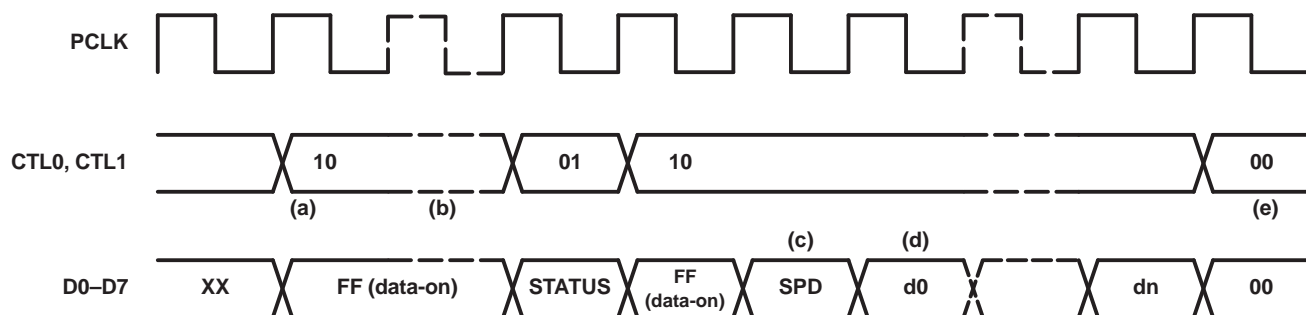 PCLK
CTL0, CTL1
10
01
10
00
(a)
(b)
(e)
(c)
(d)
D0–D7
XX
FF (data-on)
STATUS
FF
(data-on)
SPD
d0
dn
00